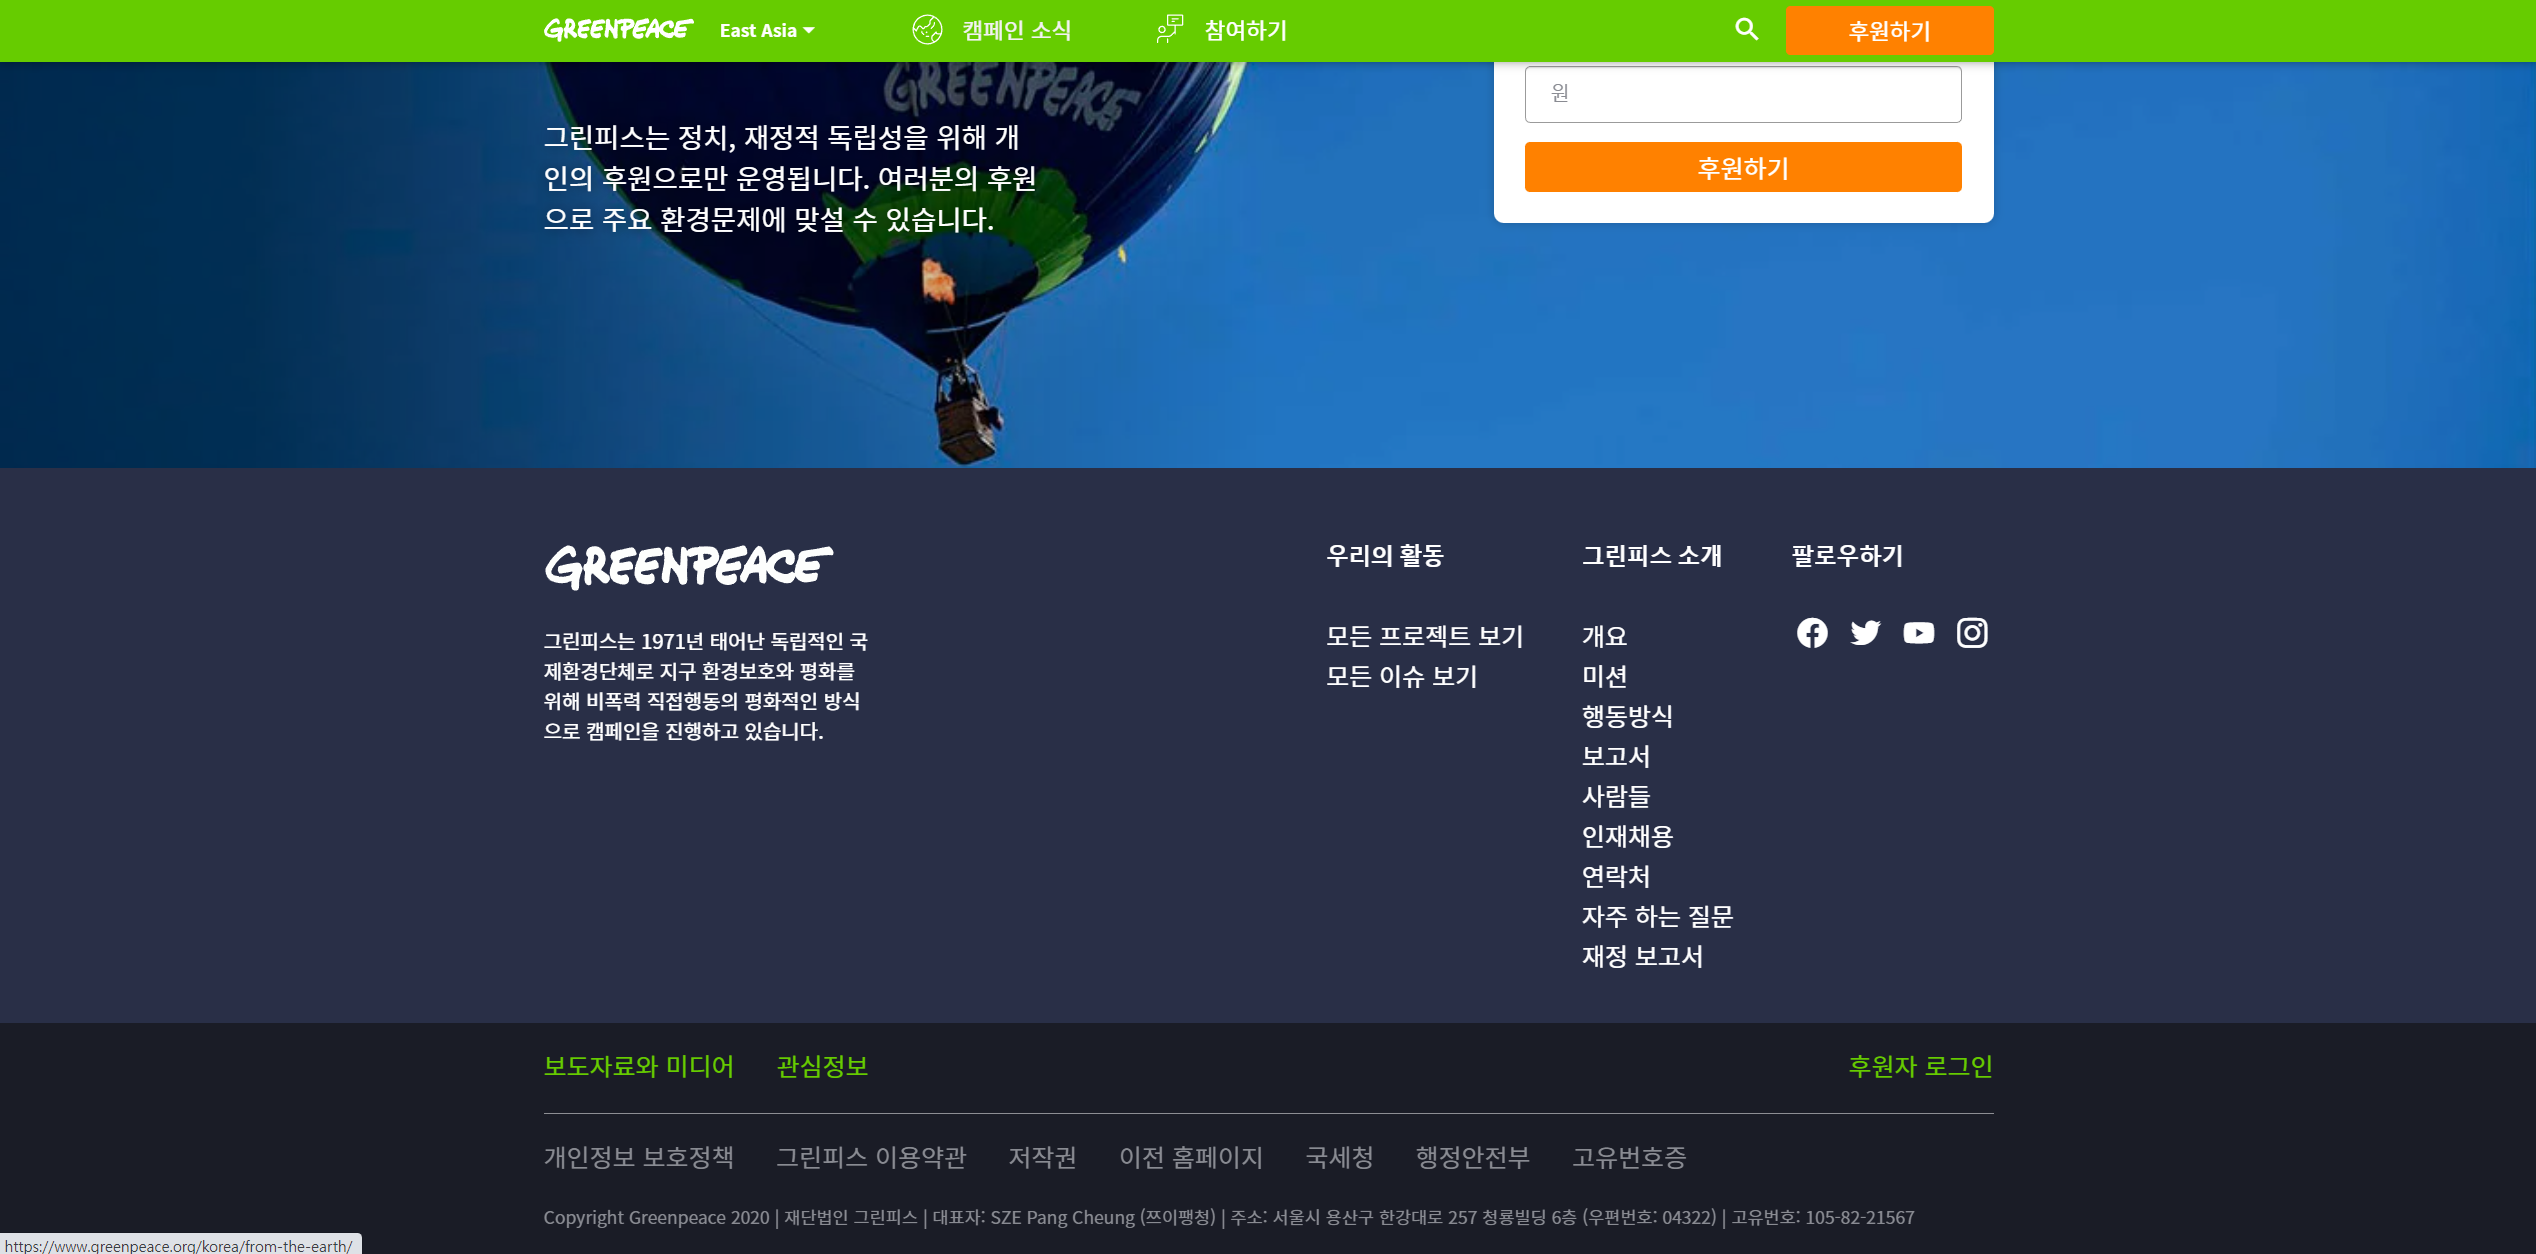 GREENPEACE East Asia 캠페인 소식 참여하기 후원하기
GREENPEACE
원
후원하기
그린피스는 정치, 재정적 독립성을 위해 개
인의 후원으로만 운영됩니다. 여러분의 후원
으로 주요 환경문제에 맞설 수 있습니다.
GREENPEACE
그린피스는 1971년 태어난 독립적인 국
제환경단체로 지구 환경보호와 평화를
위해 비폭력 직접행동의 평화적인 방식
으로 캠페인을 진행하고 있습니다.
우리의 활동
모든 프로젝트 보기
모든 이슈 보기
그린피스 소개
개요
미션
행동방식
보고서
사람들
인재채용
연락처
자주 하는 질문
재정 보고서
팔로우하기
보도자료와 미디어 관심정보 후원자 로그인
개인정보 보호정책 그린피스 이용약관 저작권 이전 홈페이지 국세청 행정안전부 고유번호증
Copyright Greenpeace 2020 | 재단법인 그린피스 | 대표자: SZE Pang Cheung (쯔이팽청) | 주소: 서울시 용산구 한강대로 257 청룡빌딩 6층 (우편번호: 04322) | 고유번호: 105-82-21567
https://www.greenpeace.org/korea/from-the-earth/